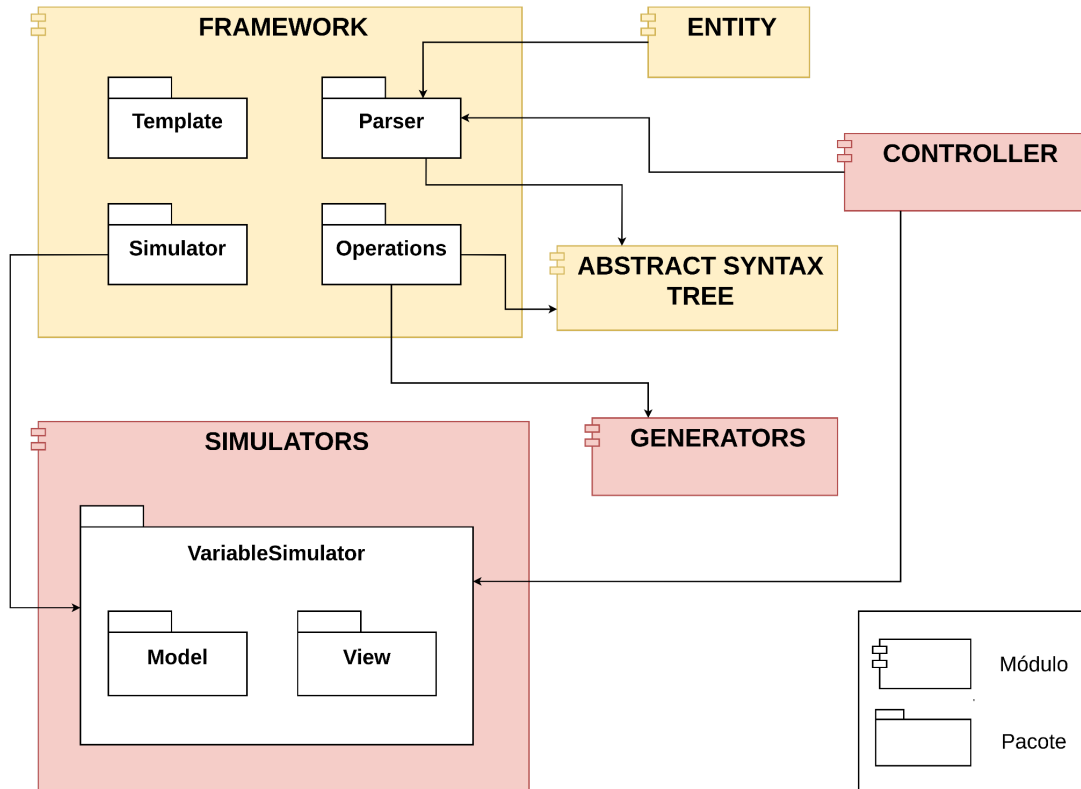 FRAMEWORK
ENTITY
Template
Parser
CONTROLLER
Simulator
Operations
ABSTRACT SYNTAX
TREE
SIMULATORS
GENERATORS
VariableSimulator
Model
View
Módulo
Pacote